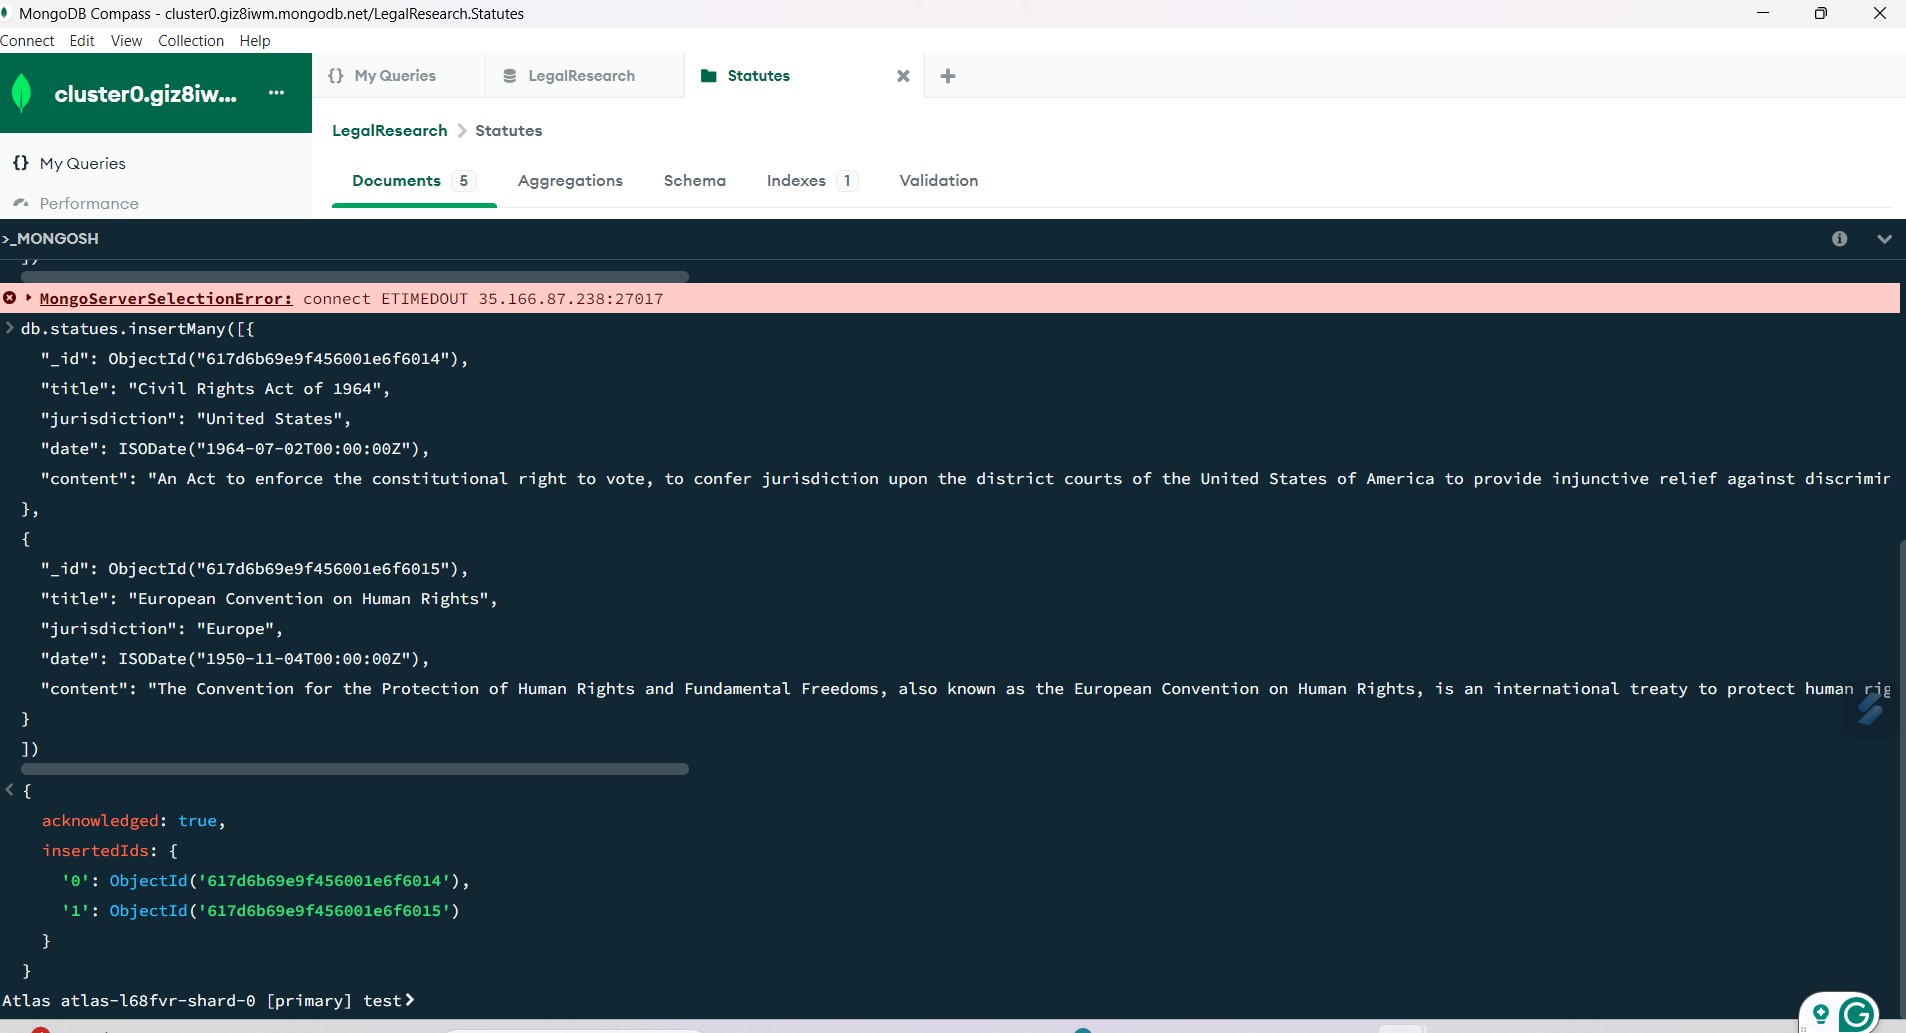 MongoDB Compass - cluster0.giz8iwm.mongodb.net/LegalResearch.Statutes
Connect Edit View Collection Help
cluster0.giz8iw... ···
{} My Queries
LegalResearch
Statutes
LegalResearch > Statutes
{} My Queries
Performance
Documents 5 Aggregations Schema Indexes 1 Validation
>_MONGOSH
])
MongoServerSelectionError: connect ETIMEDOUT 35.166.87.238:27017
> db.statues.insertMany([{
"_id": ObjectId("617d6b69e9f456001e6f6014"),
"title": "Civil Rights Act of 1964",
"jurisdiction": "United States",
"date": ISODate("1964-07-02T00:00:00Z"),
"content": "An Act to enforce the constitutional right to vote, to confer jurisdiction upon the district courts of the United States of America to provide injunctive relief against discrimin
},
{
"_id": ObjectId("617d6b69e9f456001e6f6015"),
"title": "European Convention on Human Rights",
"jurisdiction": "Europe",
"date": ISODate("1950-11-04T00:00:00Z"),
"content": "The Convention for the Protection of Human Rights and Fundamental Freedoms, also known as the European Convention on Human Rights, is an international treaty to protect human rig
}
])
< {
acknowledged: true,
insertedIds: {
'0': ObjectId('617d6b69e9f456001e6f6014'),
'1': ObjectId('617d6b69e9f456001e6f6015')
}
}
Atlas atlas-l68fvr-shard-0 [primary] test>